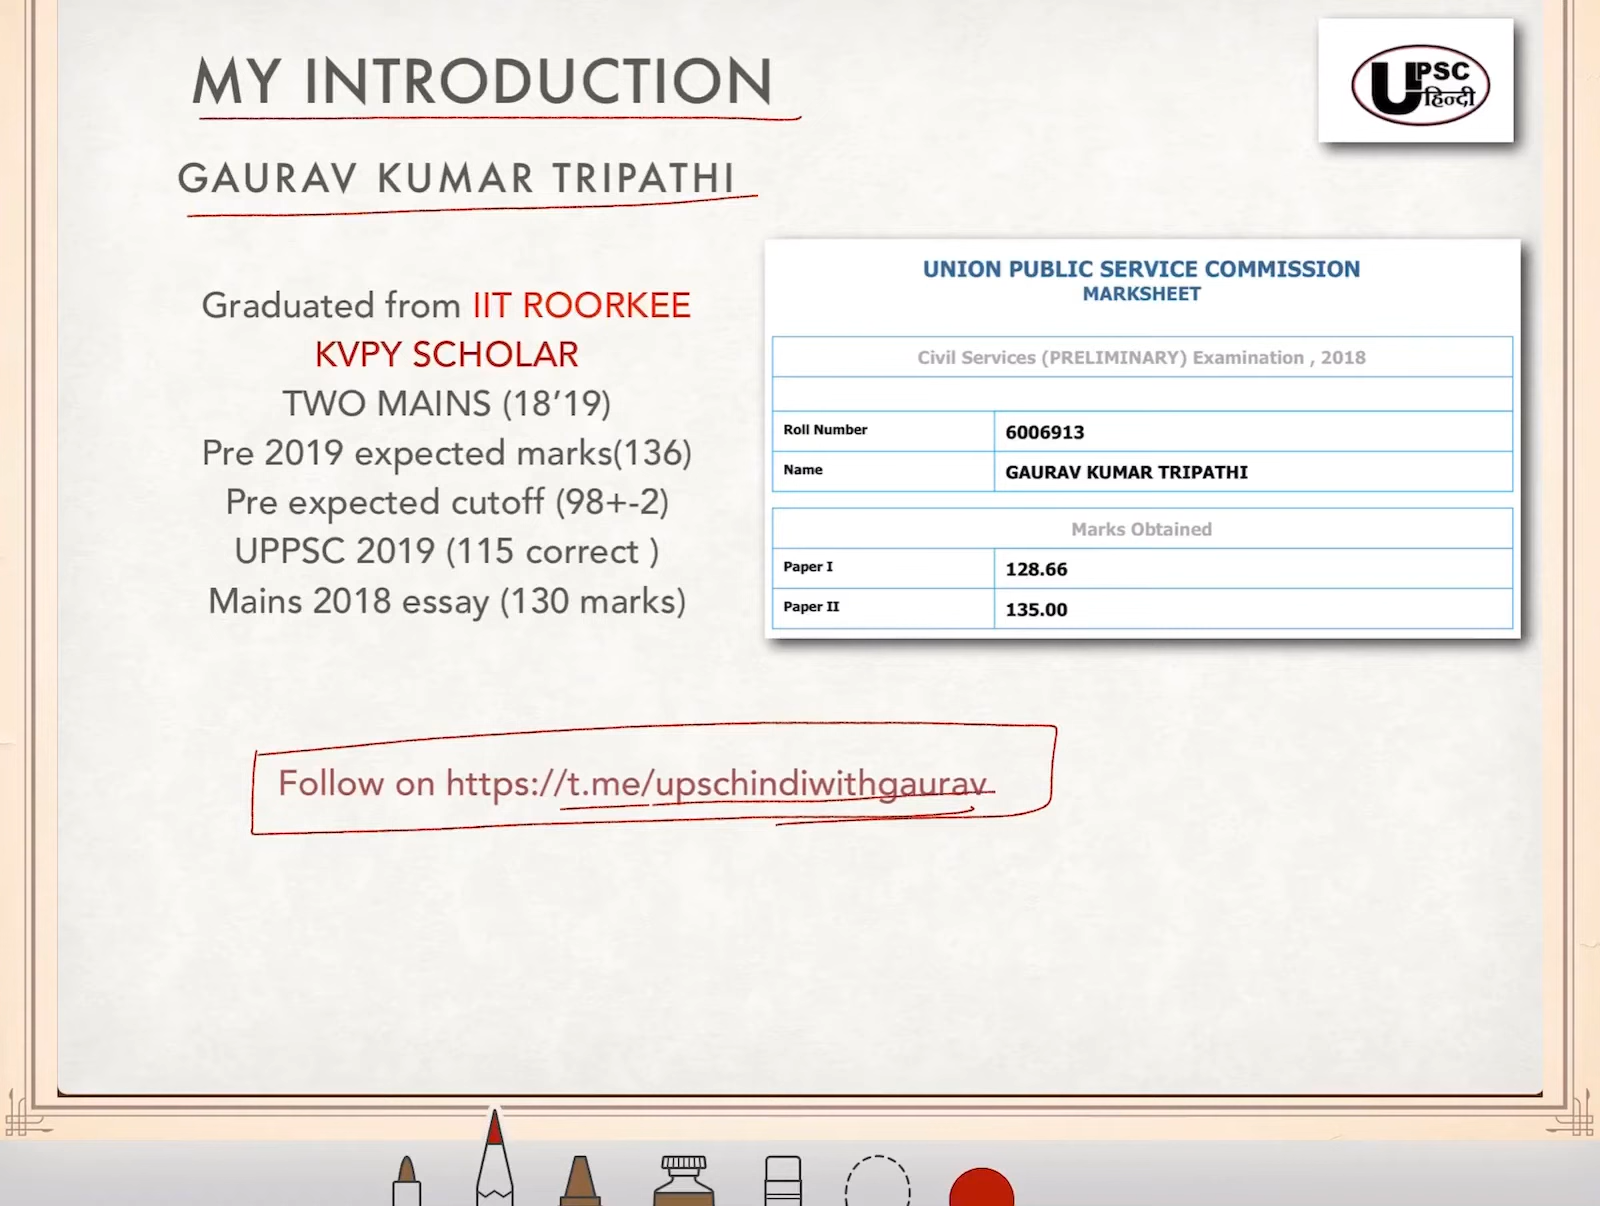 MY INTRODUCTION
GAURAV KUMAR TRIPATHI
Graduated from IIT ROORKEE
KVPY SCHOLAR
TWO MAINS (18’19)
Pre 2019 expected marks(136)
Pre expected cutoff (98+-2)
UPPSC 2019 (115 correct )
Mains 2018 essay (130 marks)
UPSC
हिन्दी
UNION PUBLIC SERVICE COMMISSION
MARKSHEET
Civil Services (PRELIMINARY) Examination , 2018
Roll Number 6006913
Name GAURAV KUMAR TRIPATHI
Marks Obtained
Paper I 128.66
Paper II 135.00
Follow on https://t.me/upschindiwithgaurav